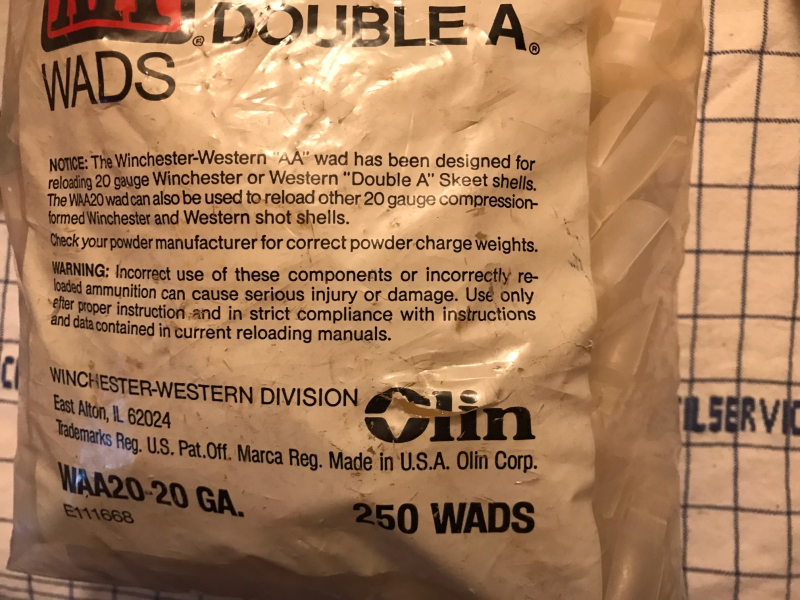 ® DOUBLE A®
WADS
NOTICE: The Winchester-Western "AA" wad has been designed for
reloading 20 gauge Winchester or Western "Double A" Skeet shells.
The WAA20 wad can also be used to reload other 20 gauge compression-
formed Winchester and Western shot shells.
Check your powder manufacturer for correct powder charge weights.
WARNING: Incorrect use of these components or incorrectly re-
loaded ammunition can cause serious injury or damage. Use only
after proper instruction and in strict compliance with instructions
and data contained in current reloading manuals.
WINCHESTER-WESTERN DIVISION Olin
East Alton, IL 62024
Trademarks Reg. U.S. Pat.Off. Marca Reg. Made in U.S.A. Olin Corp.
WAA20-20 GA.
E111668
250 WADS